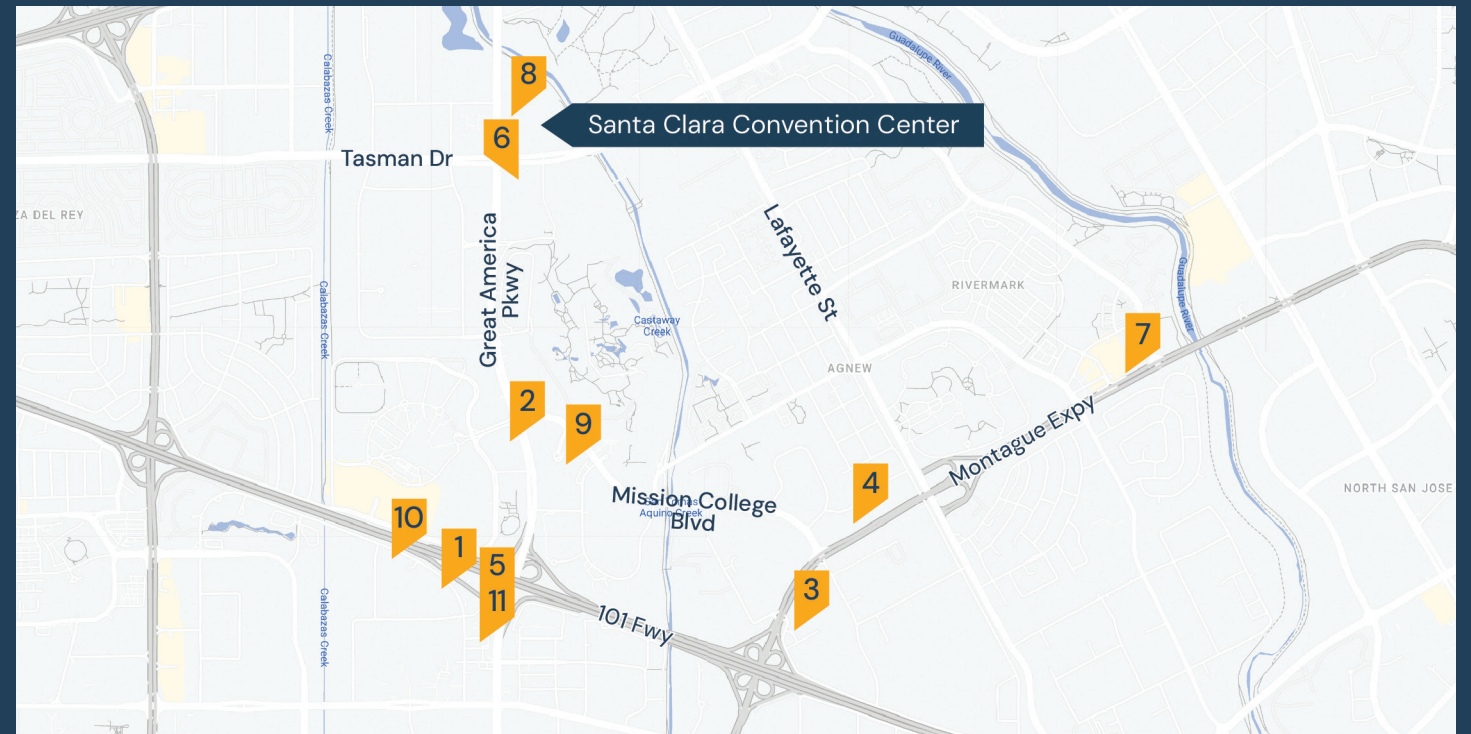 Guadalupe River
8
Calabazas Creek
Santa Clara Convention Center
6
Tasman Dr
ZA DEL REY
Great America
Pkwy
Lafayette St
Guadalupe River
RIVERMARK
Calabazas Creek
Castaway
Creek
7
AGNEW
2
9
Montague Expy
4
Mission College
Blvd
Aquino Creek
NORTH SAN JOSE
10
1
5
11
3
Calabazas Creek
101 Fwy